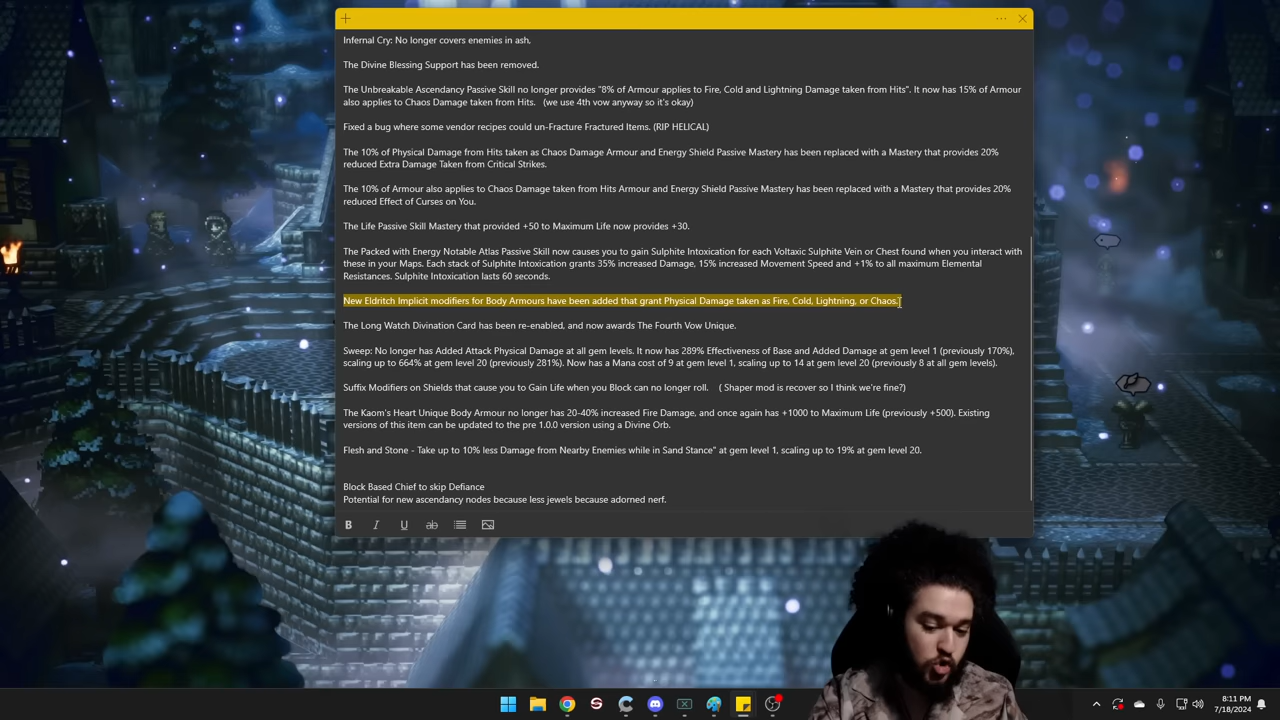 Infernal Cry: No longer covers enemies in ash.
The Divine Blessing Support has been removed.
The Unbreakable Ascendancy Passive Skill no longer provides "8% of Armour applies to Fire, Cold and Lightning Damage taken from Hits". It now has 15% of Armour
also applies to Chaos Damage taken from Hits.   (we use 4th vow anyway so it's okay)
Fixed a bug where some vendor recipes could un-Fracture Fractured Items. (RIP HELICAL)
The 10% of Physical Damage from Hits taken as Chaos Damage Armour and Energy Shield Passive Mastery has been replaced with a Mastery that provides 20%
reduced Extra Damage Taken from Critical Strikes.
The 10% of Armour also applies to Chaos Damage taken from Hits Armour and Energy Shield Passive Mastery has been replaced with a Mastery that provides 20%
reduced Effect of Curses on You.
The Life Passive Skill Mastery that provided +50 to Maximum Life now provides +30.
The Packed with Energy Notable Atlas Passive Skill now causes you to gain Sulphite Intoxication for each Voltaxic Sulphite Vein or Chest found when you interact with
these in your Maps. Each stack of Sulphite Intoxication grants 35% increased Damage, 15% increased Movement Speed and +1% to all maximum Elemental
Resistances. Sulphite Intoxication lasts 60 seconds.
New Eldritch Implicit modifiers for Body Armours have been added that grant Physical Damage taken as Fire, Cold, Lightning, or Chaos.
The Long Watch Divination Card has been re-enabled, and now awards The Fourth Vow Unique.
Sweep: No longer has Added Attack Physical Damage at all gem levels. It now has 289% Effectiveness of Base and Added Damage at gem level 1 (previously 170%),
scaling up to 664% at gem level 20 (previously 281%). Now has a Mana cost of 9 at gem level 1, scaling up to 14 at gem level 20 (previously 8 at all gem levels).
Suffix Modifiers on Shields that cause you to Gain Life when you Block can no longer roll.    ( Shaper mod is recover so I think we're fine?)
The Kaom's Heart Unique Body Armour no longer has 20-40% increased Fire Damage, and once again has +1000 to Maximum Life (previously +500). Existing
versions of this item can be updated to the pre 1.0.0 version using a Divine Orb.
Flesh and Stone - Take up to 10% less Damage from Nearby Enemies while in Sand Stance" at gem level 1, scaling up to 19% at gem level 20.
Block Based Chief to skip Defiance
Potential for new ascendancy nodes because less jewels because adorned nerf.
B I U ab
8:11 PM
7/18/2024